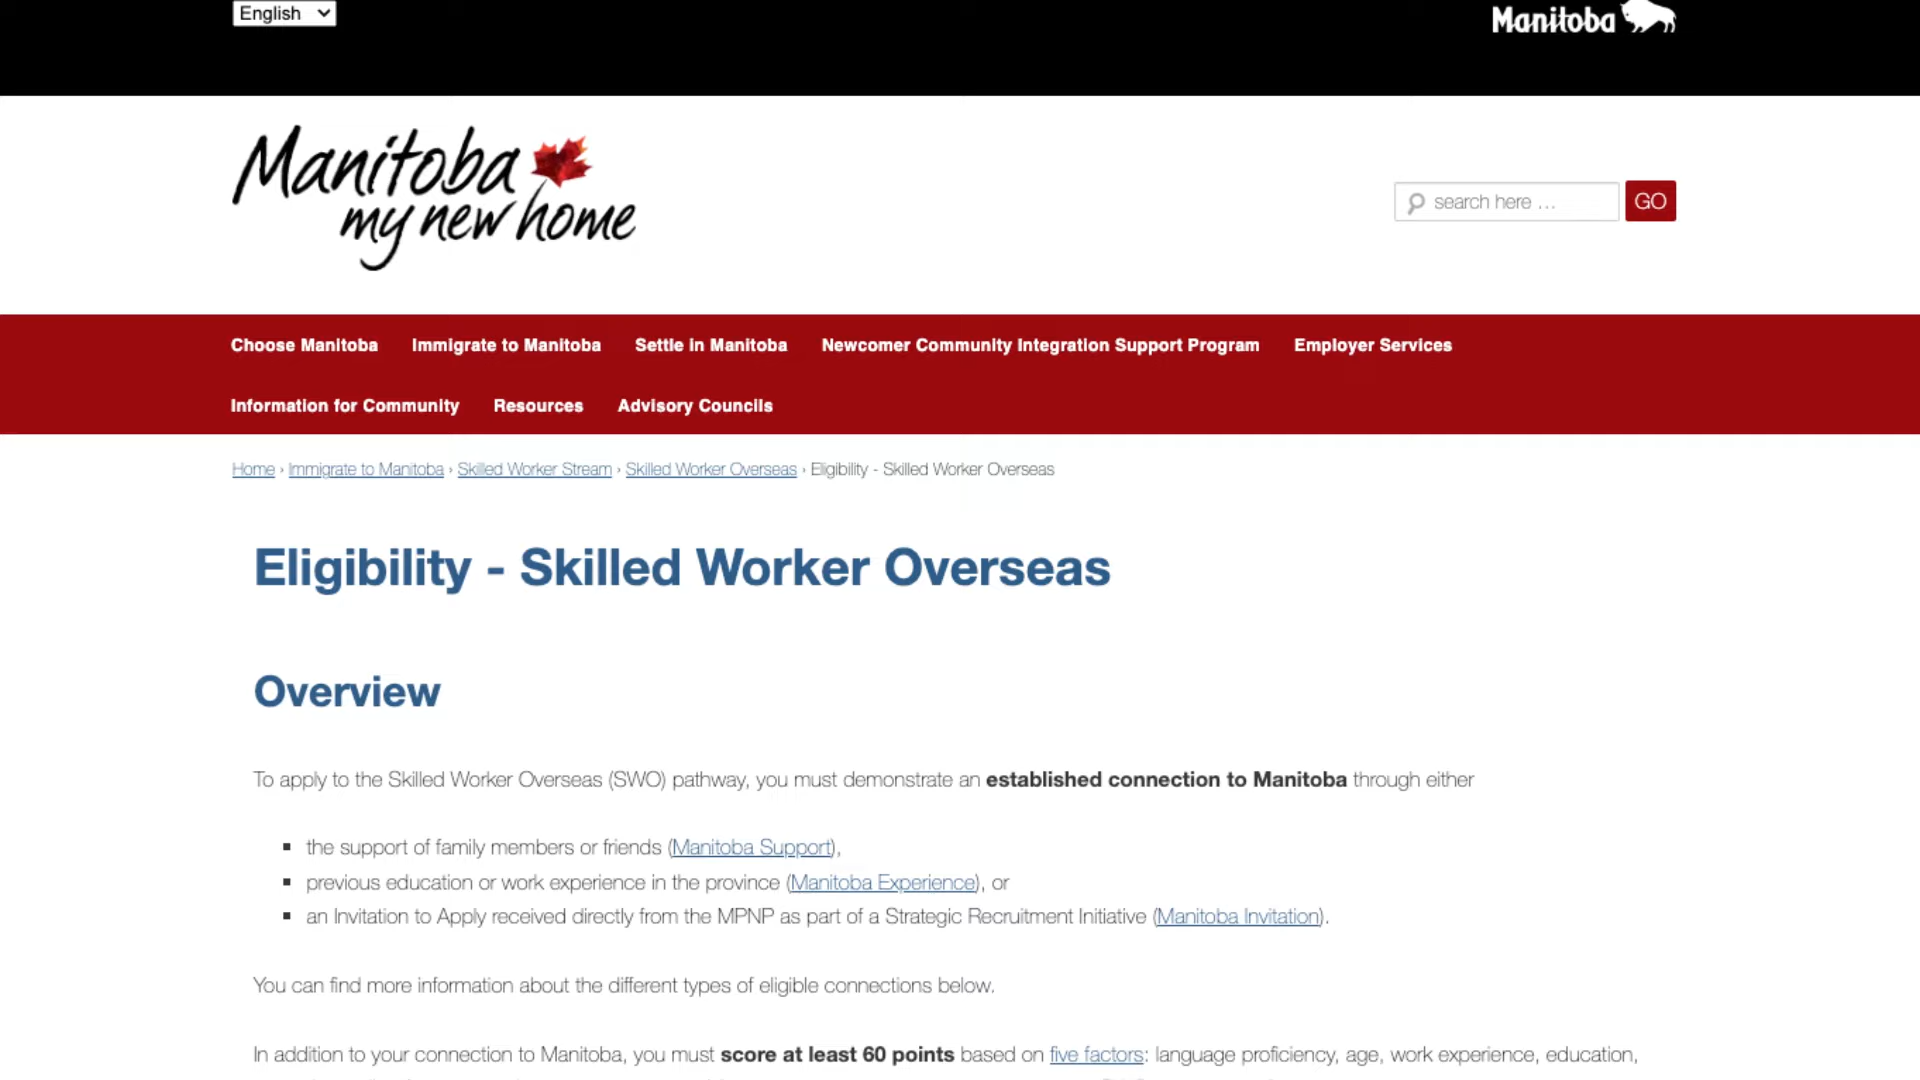 English
Manitoba
Manitoba
my new home
search here ...
GO
Choose Manitoba Immigrate to Manitoba Settle in Manitoba Newcomer Community Integration Support Program Employer Services
Information for Community Resources Advisory Councils
Home › Immigrate to Manitoba › Skilled Worker Stream › Skilled Worker Overseas › Eligibility - Skilled Worker Overseas
Eligibility - Skilled Worker Overseas
Overview
To apply to the Skilled Worker Overseas (SWO) pathway, you must demonstrate an established connection to Manitoba through either
▪ the support of family members or friends (Manitoba Support),
▪ previous education or work experience in the province (Manitoba Experience), or
▪ an Invitation to Apply received directly from the MPNP as part of a Strategic Recruitment Initiative (Manitoba Invitation).
You can find more information about the different types of eligible connections below.
In addition to your connection to Manitoba, you must score at least 60 points based on five factors: language proficiency, age, work experience, education,